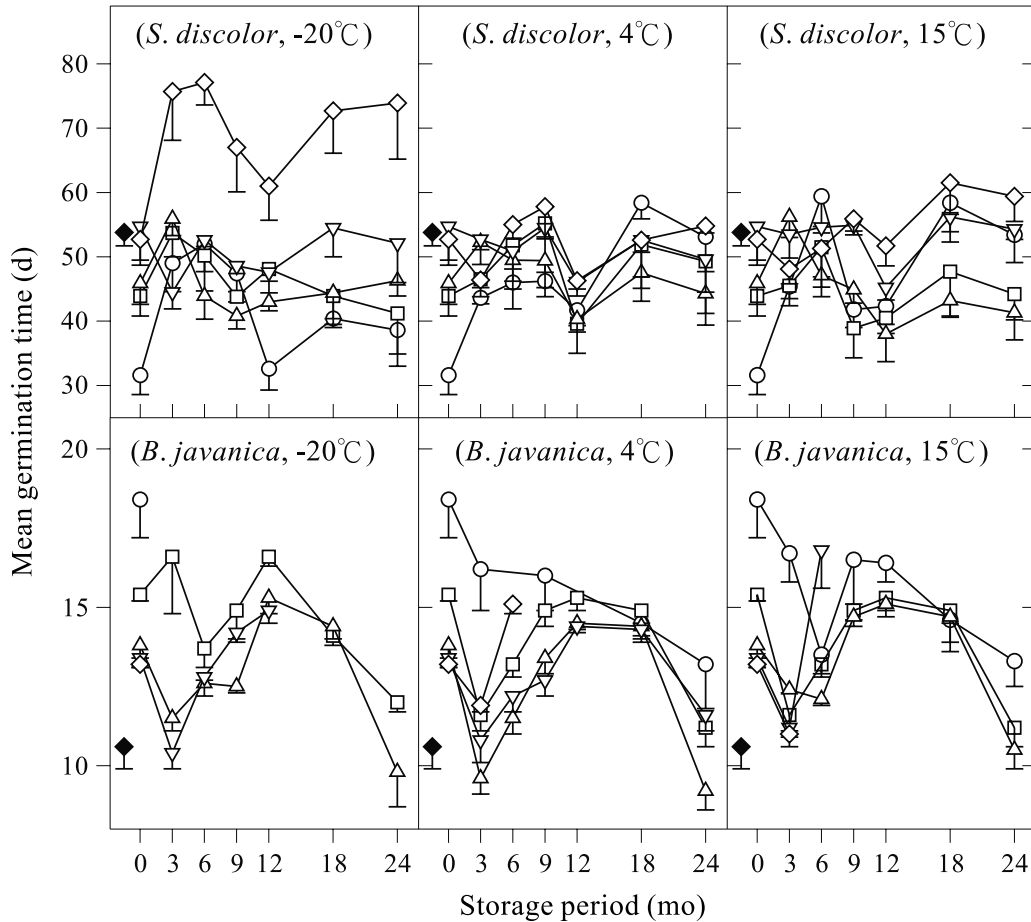 (S. discolor, -20℃) (S. discolor, 4℃) (S. discolor, 15℃)
80
70
60
50
40
30
Mean germination time (d)
(B. javanica, -20℃) (B. javanica, 4℃) (B. javanica, 15℃)
20
15
10
0 3 6 9 12 18 24 0 3 6 9 12 18 24 0 3 6 9 12 18 24
Storage period (mo)